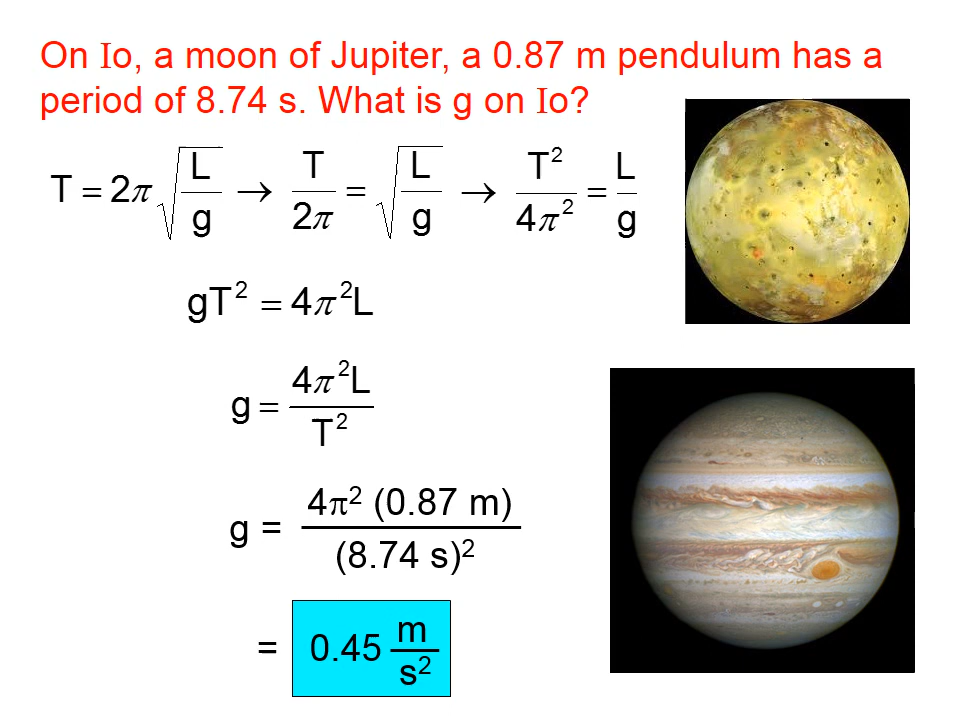 On Io, a moon of Jupiter, a 0.87 m pendulum has a
period of 8.74 s. What is g on Io?
T = 2π √(L/g) → T/2π = √(L/g) → T²/4π² = L/g
gT² = 4π²L
g = 4π²L/T²
g = 4π² (0.87 m)/(8.74 s)²
= 0.45 m/s²